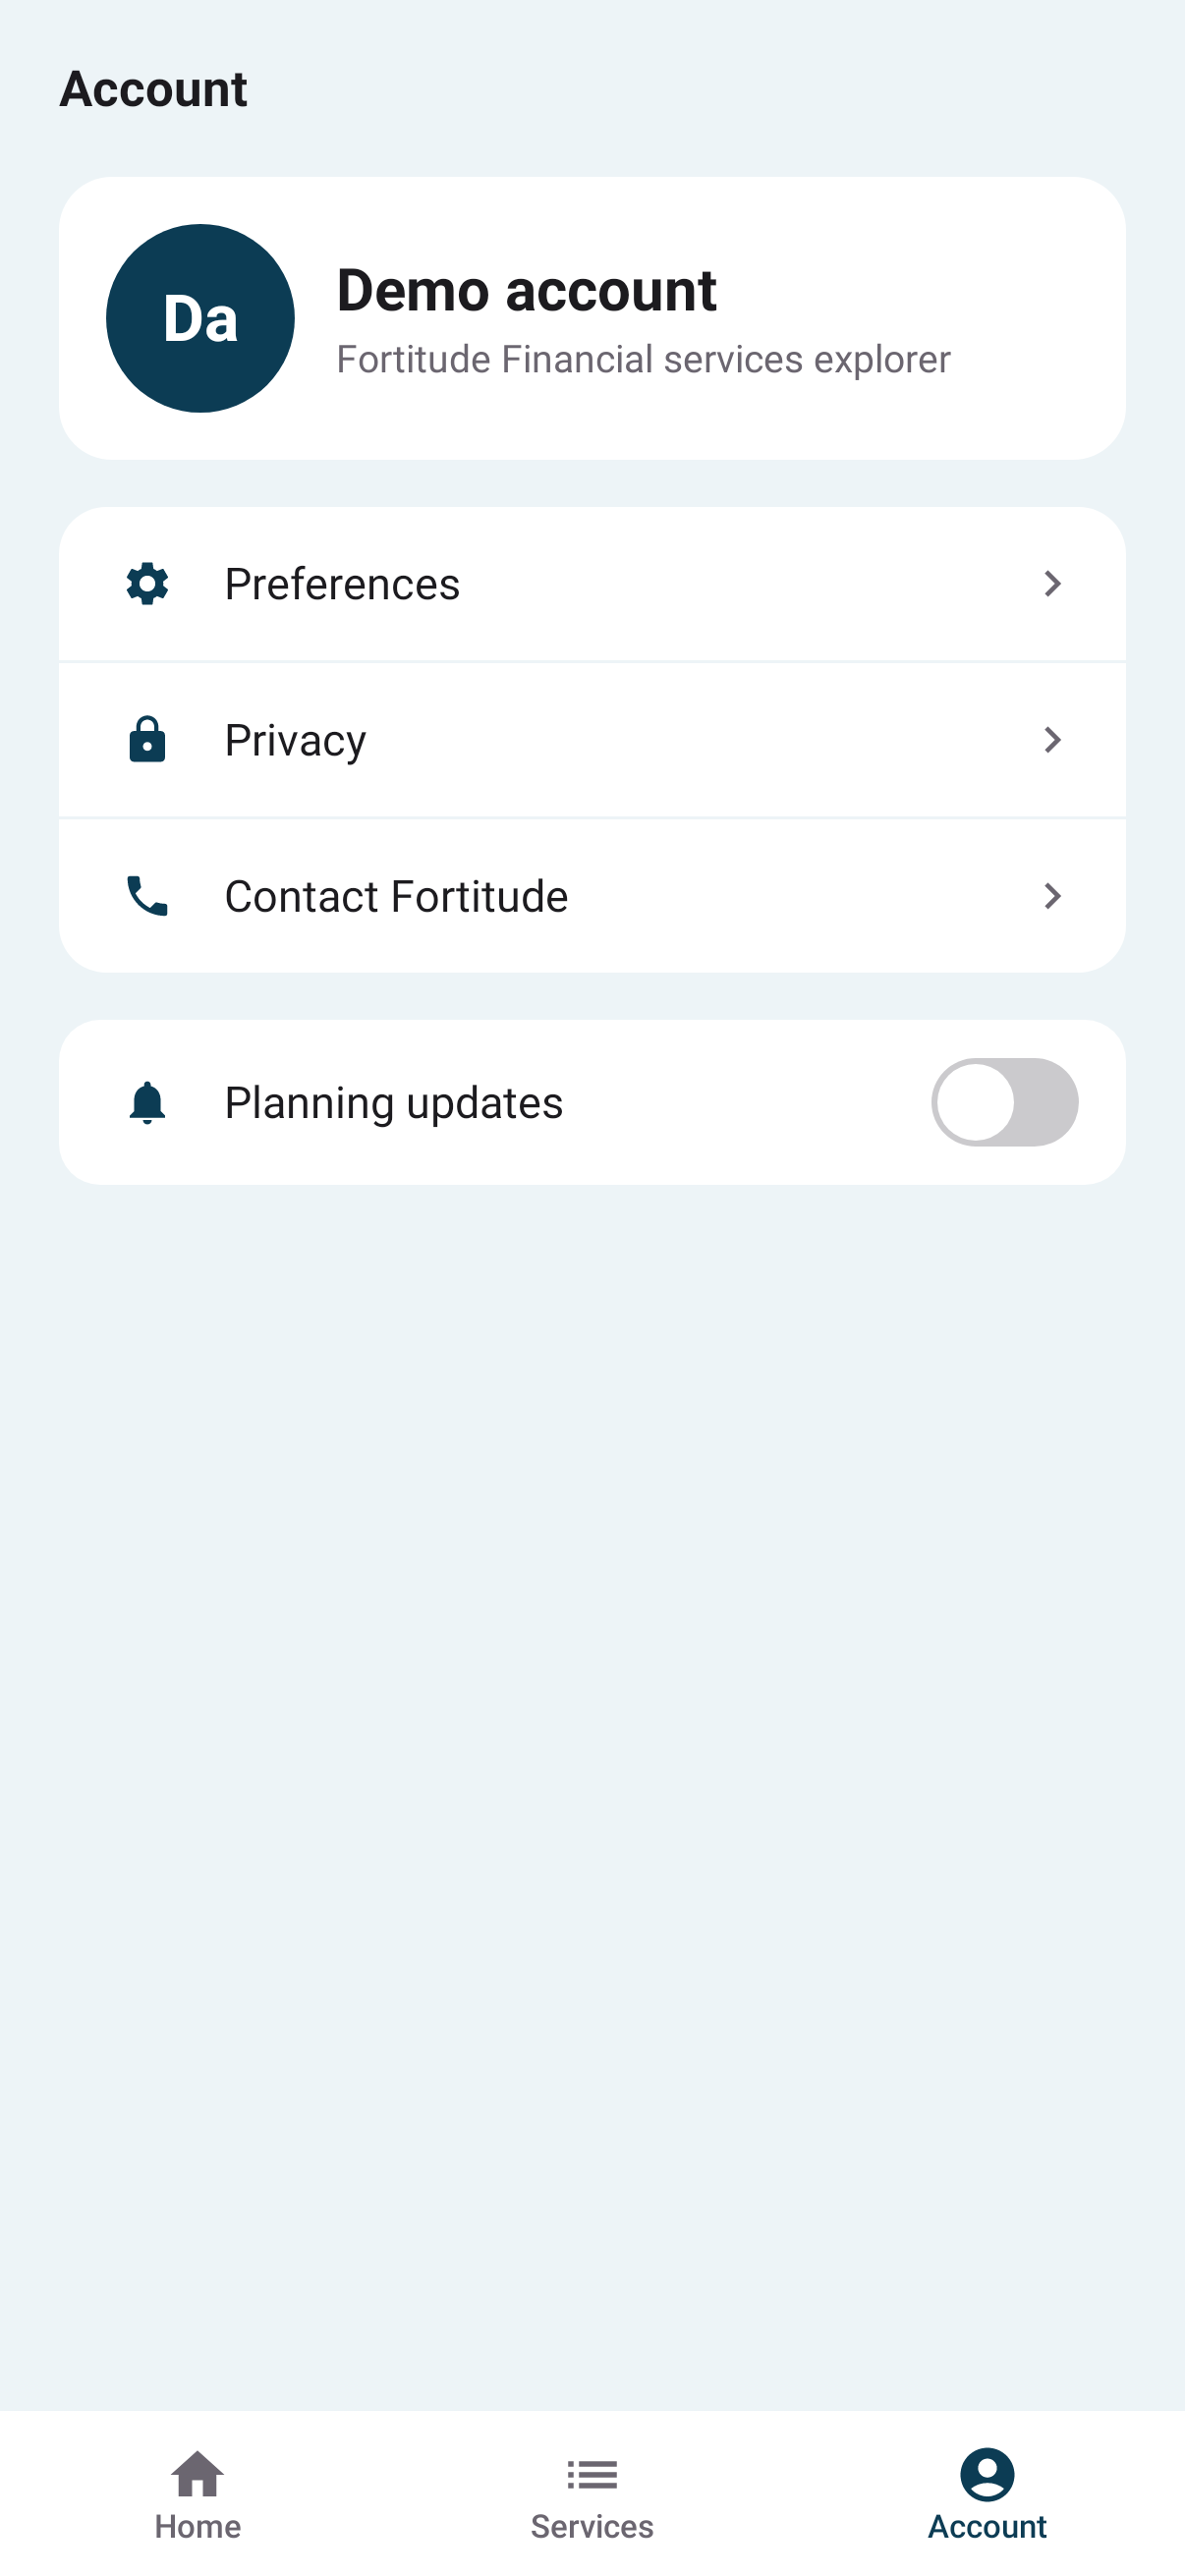 Account
Da
Demo account
Fortitude Financial services explorer
Preferences
Privacy
Contact Fortitude
Planning updates
Home
Services
Account